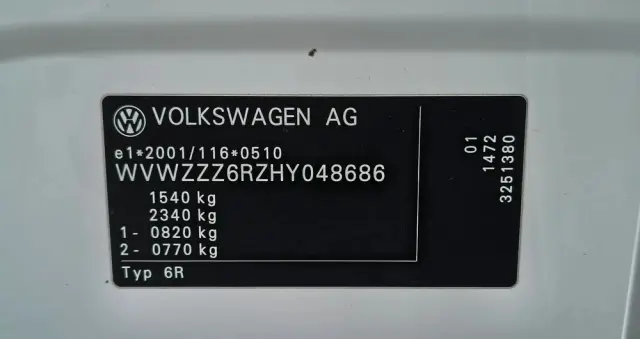 VOLKSWAGEN AG
e1*2001/116*0510
WVWZZZ6RZHY048686
1540 kg
2340 kg
1- 0820 kg
2- 0770 kg
Typ 6R
01
1472
3251380